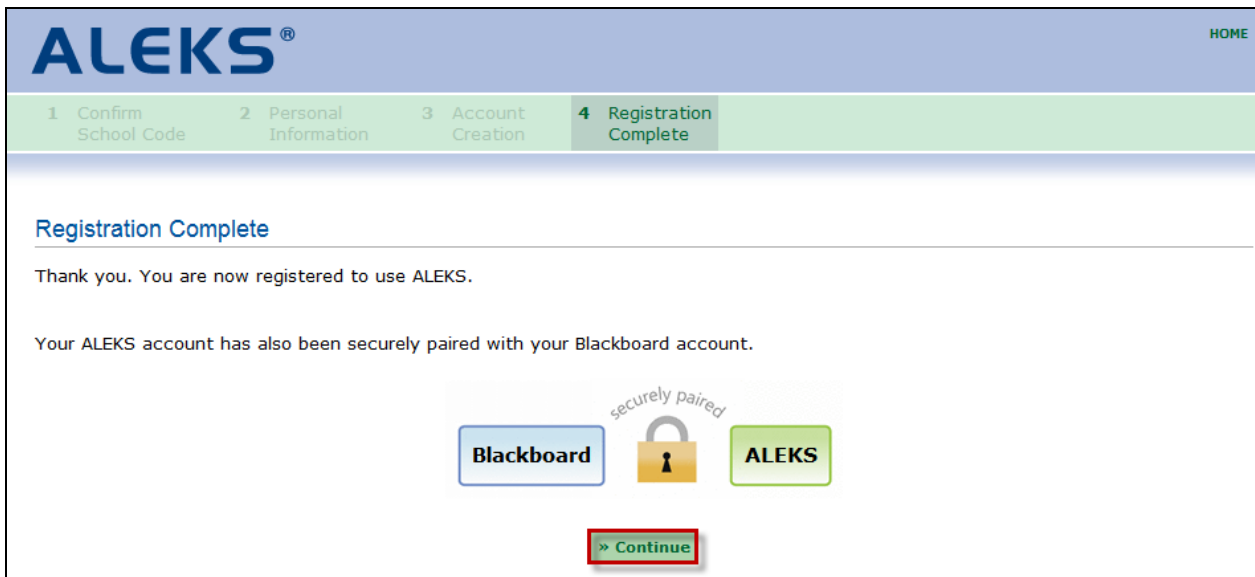 ALEKS®
HOME
1 Confirm School Code
2 Personal Information
3 Account Creation
4 Registration Complete
Registration Complete
Thank you. You are now registered to use ALEKS.
Your ALEKS account has also been securely paired with your Blackboard account.
securely paired
Blackboard
ALEKS
» Continue